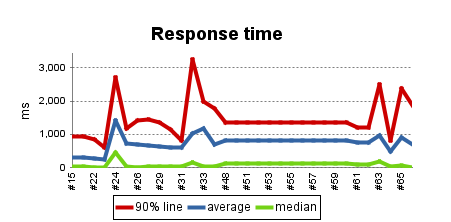 Response time
ms
3,000
2,000
1,000
0
#15 #22 #24 #26 #29 #31 #33 #48 #51 #53 #55 #57 #59 #61 #63 #65
90% line average median